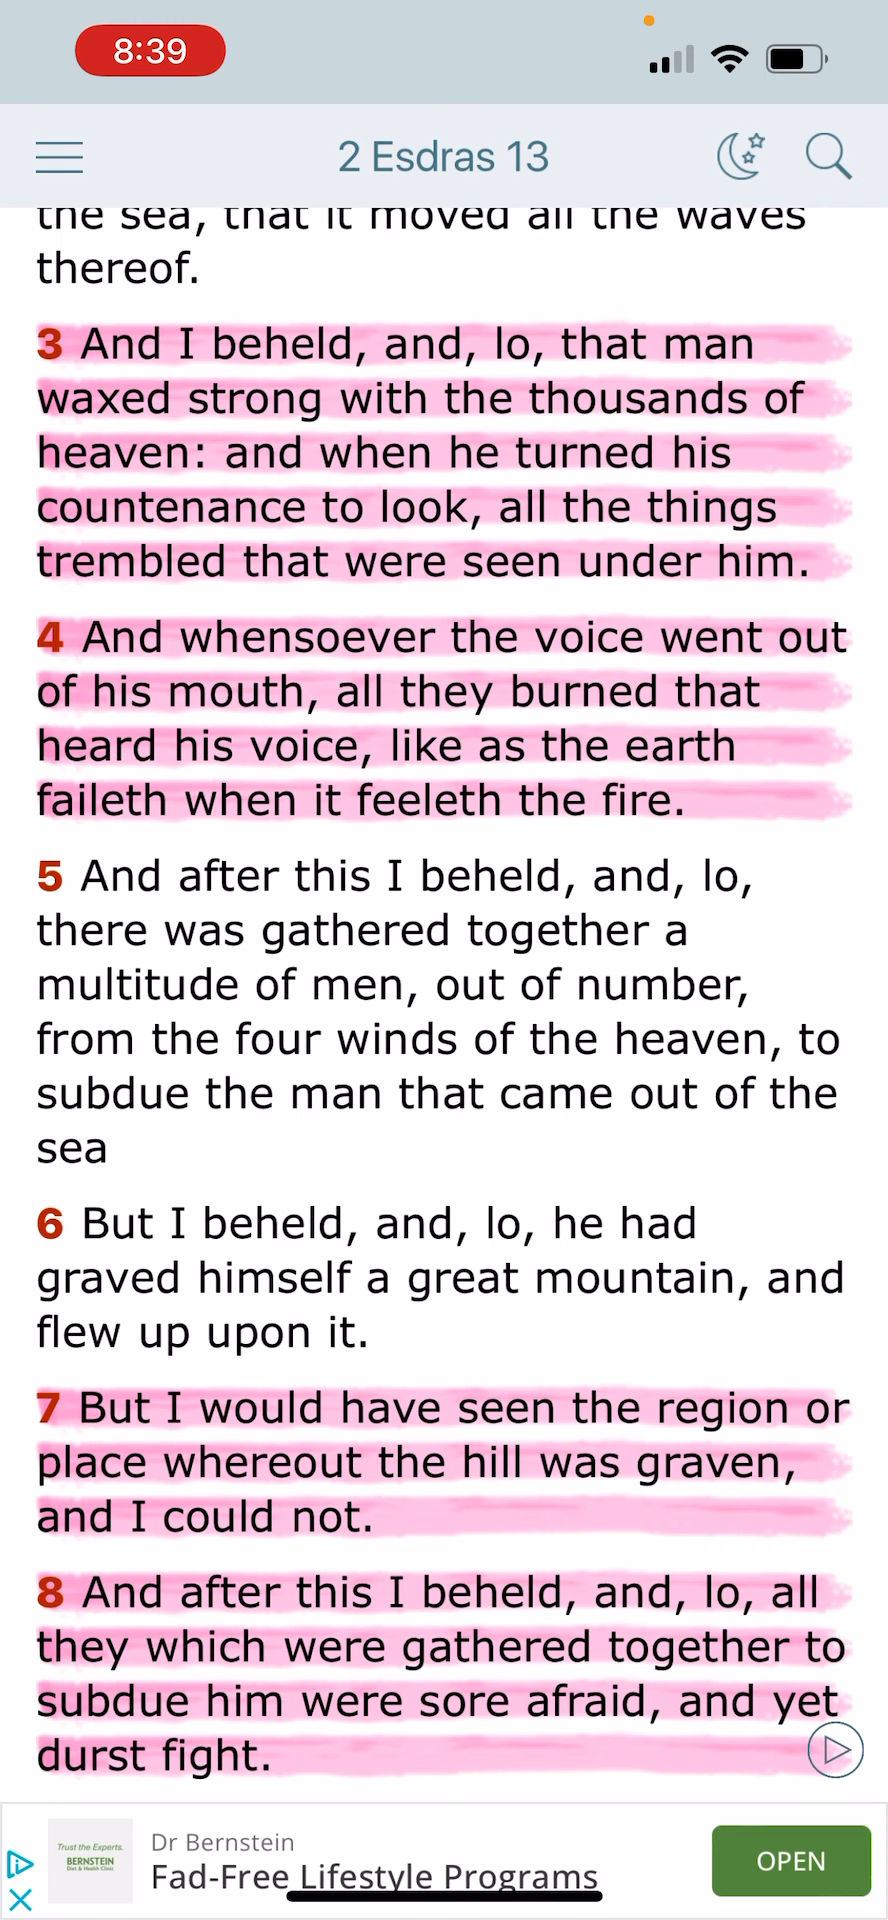 8:39
2 Esdras 13
the sea, that it moved all the waves
thereof.
3 And I beheld, and, lo, that man
waxed strong with the thousands of
heaven: and when he turned his
countenance to look, all the things
trembled that were seen under him.
4 And whensoever the voice went out
of his mouth, all they burned that
heard his voice, like as the earth
faileth when it feeleth the fire.
5 And after this I beheld, and, lo,
there was gathered together a
multitude of men, out of number,
from the four winds of the heaven, to
subdue the man that came out of the
sea
6 But I beheld, and, lo, he had
graved himself a great mountain, and
flew up upon it.
7 But I would have seen the region or
place whereout the hill was graven,
and I could not.
8 And after this I beheld, and, lo, all
they which were gathered together to
subdue him were sore afraid, and yet
durst fight.
Trust the Experts.
BERNSTEIN
Diet & Health Clinic
Dr Bernstein
Fad-Free Lifestyle Programs
OPEN